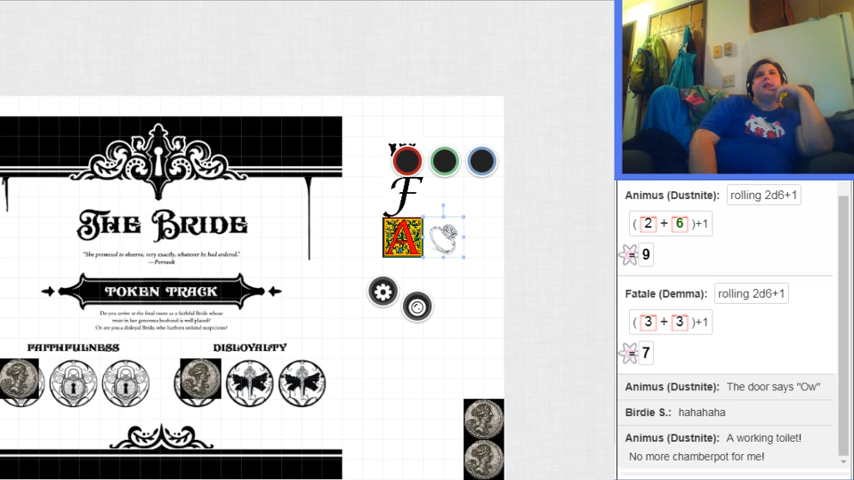 THE BRIDE
"She promised to observe, very exactly, whatever he had ordered."
—Perrault
TOKEN TRACK
Do you arrive at the final room as a faithful Bride whose
trust in her generous husband is well placed?
Or are you a disloyal Bride, who harbors unkind suspicions?
FAITHFULNESS
DISLOYALTY
F
A
Animus (Dustnite): rolling 2d6+1
( 2 + 6 )+1
= 9
Fatale (Demma): rolling 2d6+1
( 3 + 3 )+1
= 7
Animus (Dustnite): The door says "Ow"
Birdie S.: hahahaha
Animus (Dustnite): A working toilet!
No more chamberpot for me!